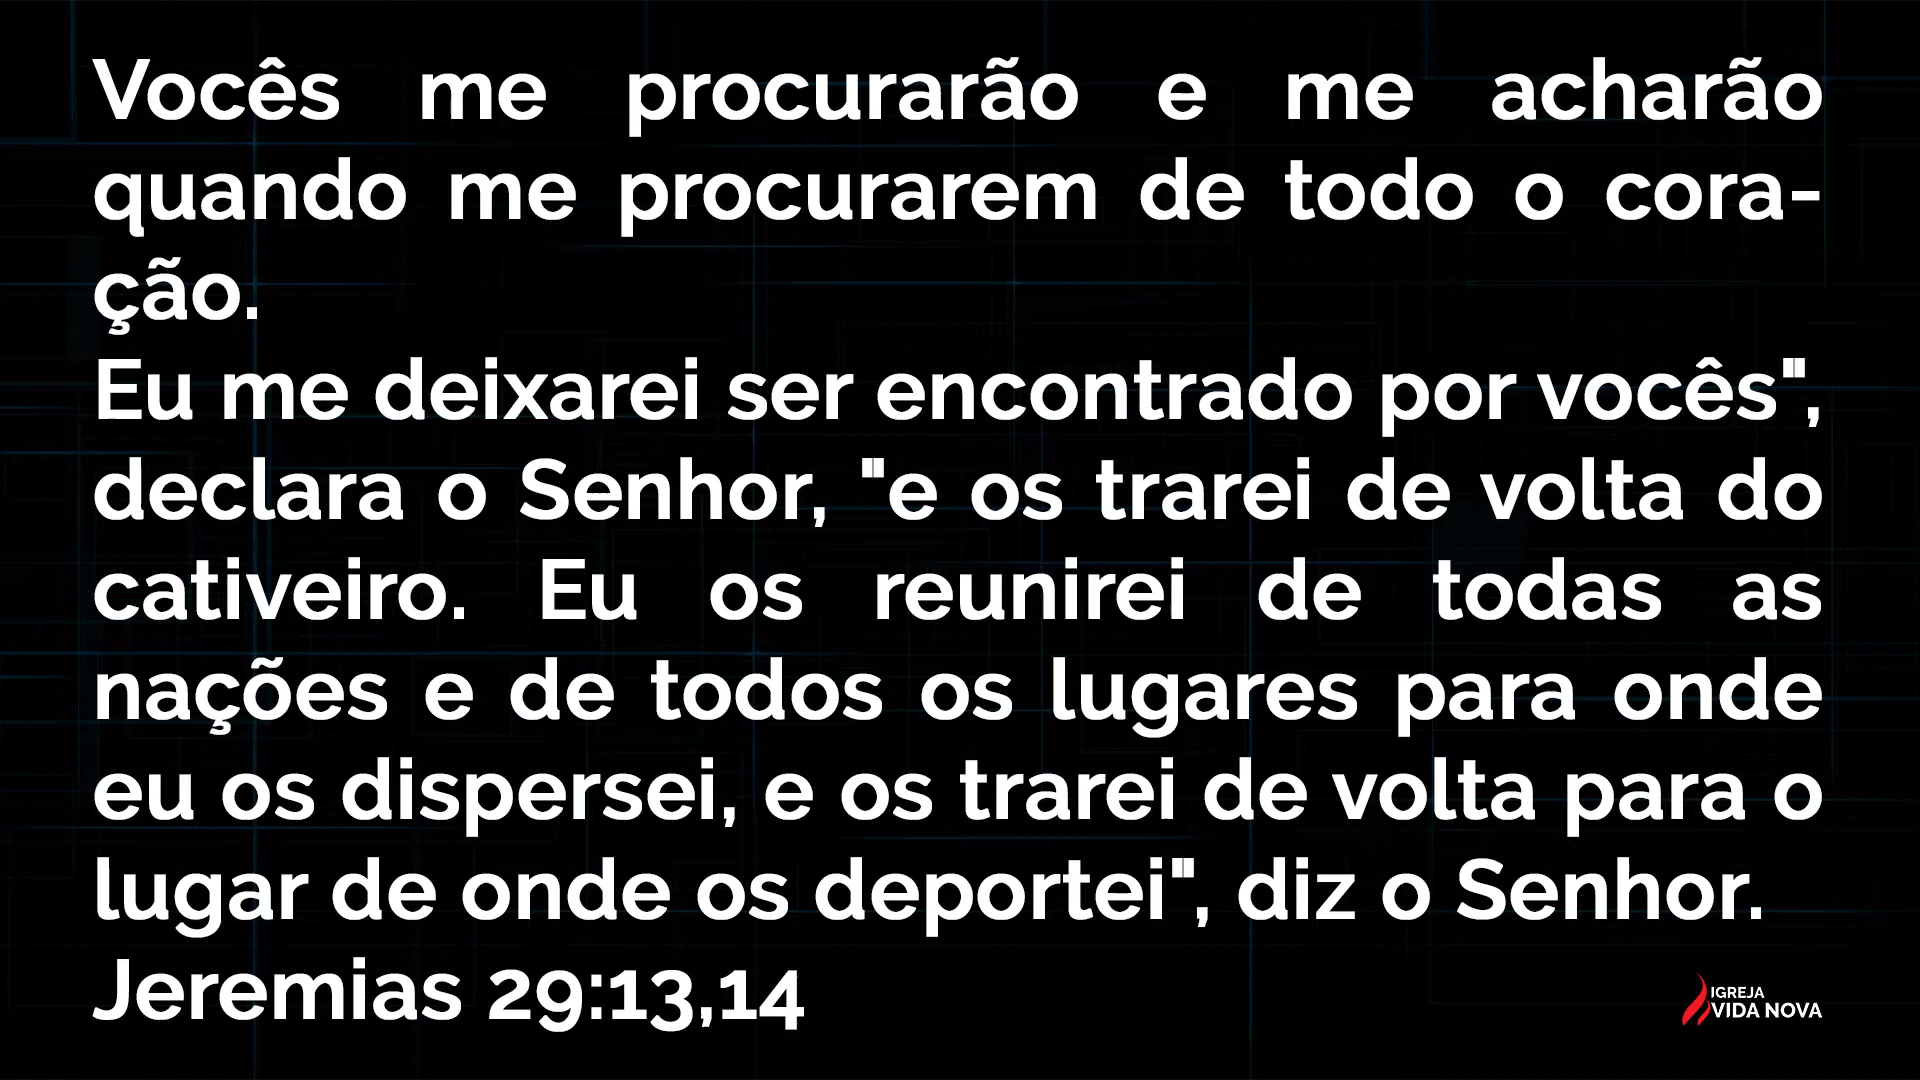 Vocês me procurarão e me acharão
quando me procurarem de todo o cora-
ção.
Eu me deixarei ser encontrado por vocês",
declara o Senhor, "e os trarei de volta do
cativeiro. Eu os reunirei de todas as
nações e de todos os lugares para onde
eu os dispersei, e os trarei de volta para o
lugar de onde os deportei", diz o Senhor.
Jeremias 29:13,14
IGREJA
VIDA NOVA